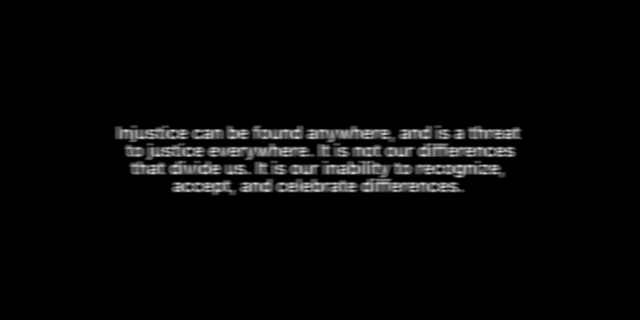 Injustice can be found anywhere, and is a threat
to justice everywhere. It is not our differences
that divide us. It is our inability to recognize,
accept, and celebrate differences.